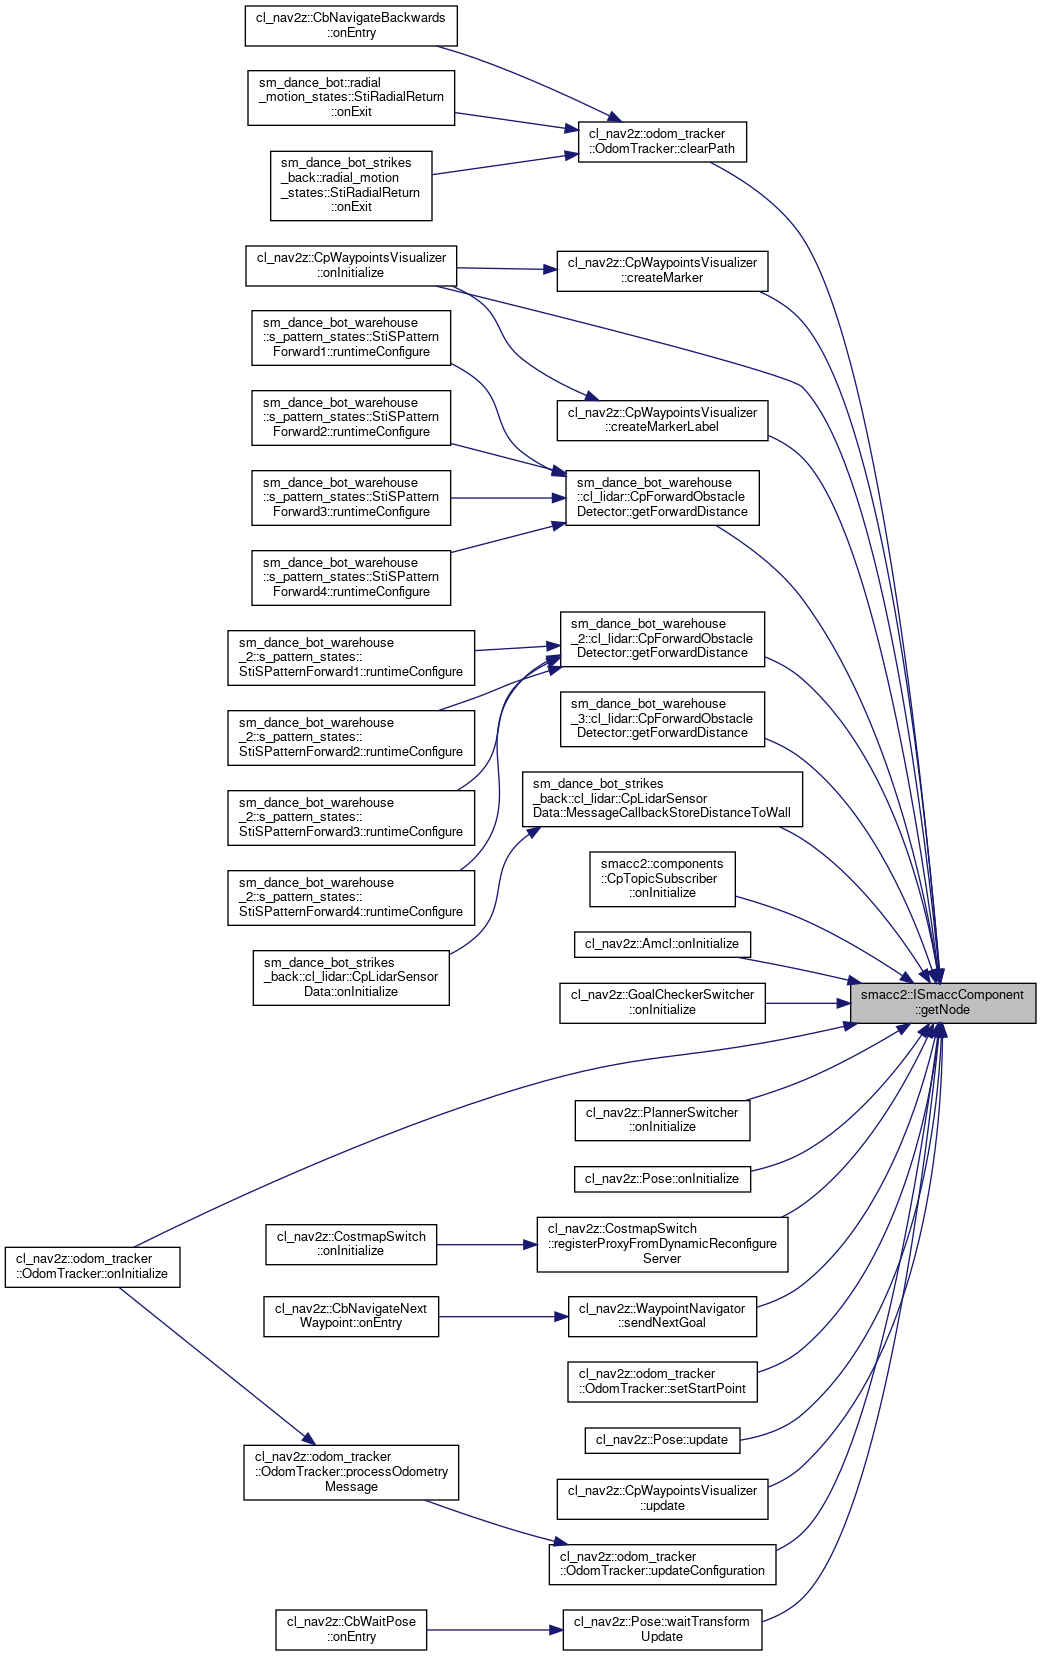 cl_nav2z::CbNavigateBackwards
::onEntry
sm_dance_bot::radial
_motion_states::StiRadialReturn
::onExit
cl_nav2z::odom_tracker
::OdomTracker::clearPath
sm_dance_bot_strikes
_back::radial_motion
_states::StiRadialReturn
::onExit
cl_nav2z::CpWaypointsVisualizer
::onInitialize
cl_nav2z::CpWaypointsVisualizer
::createMarker
sm_dance_bot_warehouse
::s_pattern_states::StiSPattern
Forward1::runtimeConfigure
sm_dance_bot_warehouse
::s_pattern_states::StiSPattern
Forward2::runtimeConfigure
cl_nav2z::CpWaypointsVisualizer
::createMarkerLabel
sm_dance_bot_warehouse
::s_pattern_states::StiSPattern
Forward3::runtimeConfigure
sm_dance_bot_warehouse
::cl_lidar::CpForwardObstacle
Detector::getForwardDistance
sm_dance_bot_warehouse
::s_pattern_states::StiSPattern
Forward4::runtimeConfigure
sm_dance_bot_warehouse
_2::cl_lidar::CpForwardObstacle
Detector::getForwardDistance
sm_dance_bot_warehouse
_2::s_pattern_states::
StiSPatternForward1::runtimeConfigure
sm_dance_bot_warehouse
_3::cl_lidar::CpForwardObstacle
Detector::getForwardDistance
sm_dance_bot_warehouse
_2::s_pattern_states::
StiSPatternForward2::runtimeConfigure
sm_dance_bot_strikes
_back::cl_lidar::CpLidarSensor
Data::MessageCallbackStoreDistanceToWall
sm_dance_bot_warehouse
_2::s_pattern_states::
StiSPatternForward3::runtimeConfigure
smacc2::components
::CpTopicSubscriber
::onInitialize
sm_dance_bot_warehouse
_2::s_pattern_states::
StiSPatternForward4::runtimeConfigure
cl_nav2z::Amcl::onInitialize
sm_dance_bot_strikes
_back::cl_lidar::CpLidarSensor
Data::onInitialize
cl_nav2z::GoalCheckerSwitcher
::onInitialize
smacc2::ISmaccComponent
::getNode
cl_nav2z::PlannerSwitcher
::onInitialize
cl_nav2z::Pose::onInitialize
cl_nav2z::CostmapSwitch
::registerProxyFromDynamicReconfigure
Server
cl_nav2z::CostmapSwitch
::onInitialize
cl_nav2z::odom_tracker
::OdomTracker::onInitialize
cl_nav2z::CbNavigateNext
Waypoint::onEntry
cl_nav2z::WaypointNavigator
::sendNextGoal
cl_nav2z::odom_tracker
::OdomTracker::setStartPoint
cl_nav2z::Pose::update
cl_nav2z::odom_tracker
::OdomTracker::processOdometry
Message
cl_nav2z::CpWaypointsVisualizer
::update
cl_nav2z::odom_tracker
::OdomTracker::updateConfiguration
cl_nav2z::CbWaitPose
::onEntry
cl_nav2z::Pose::waitTransform
Update